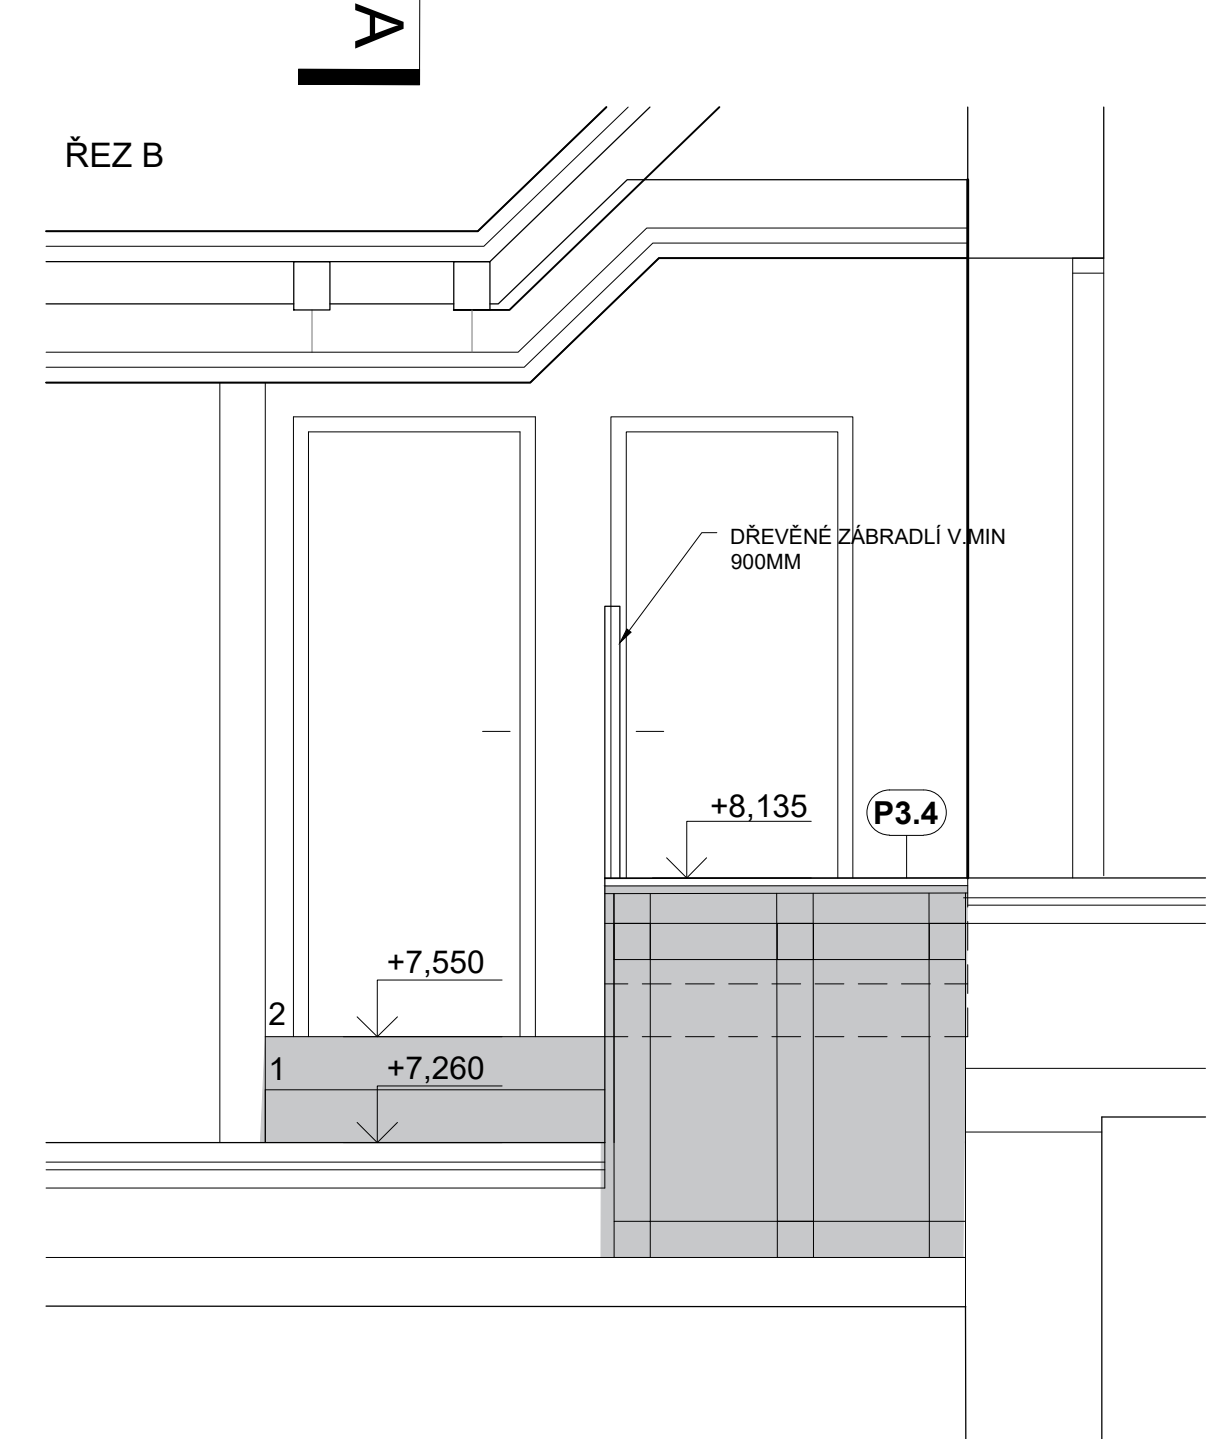 A
ŘEZ B
DŘEVĚNÉ ZÁBRADLÍ V.MIN
900MM
+8,135
P3.4
+7,550
2
1
+7,260